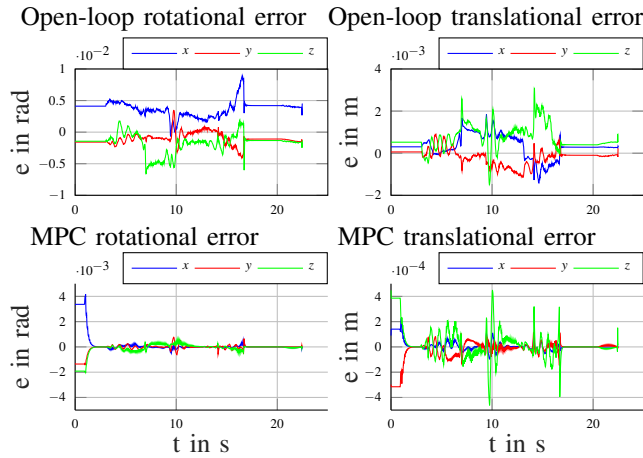 Open-loop rotational error
Open-loop translational error
·10⁻²
x y z
·10⁻³
x y z
1
0.5
0
−0.5
−1
e in rad
0 10 20
4
2
0
−2
e in m
0 10 20
MPC rotational error
MPC translational error
·10⁻³
x y z
·10⁻⁴
x y z
4
2
0
−2
−4
e in rad
0 10 20
t in s
4
2
0
−2
−4
e in m
0 10 20
t in s